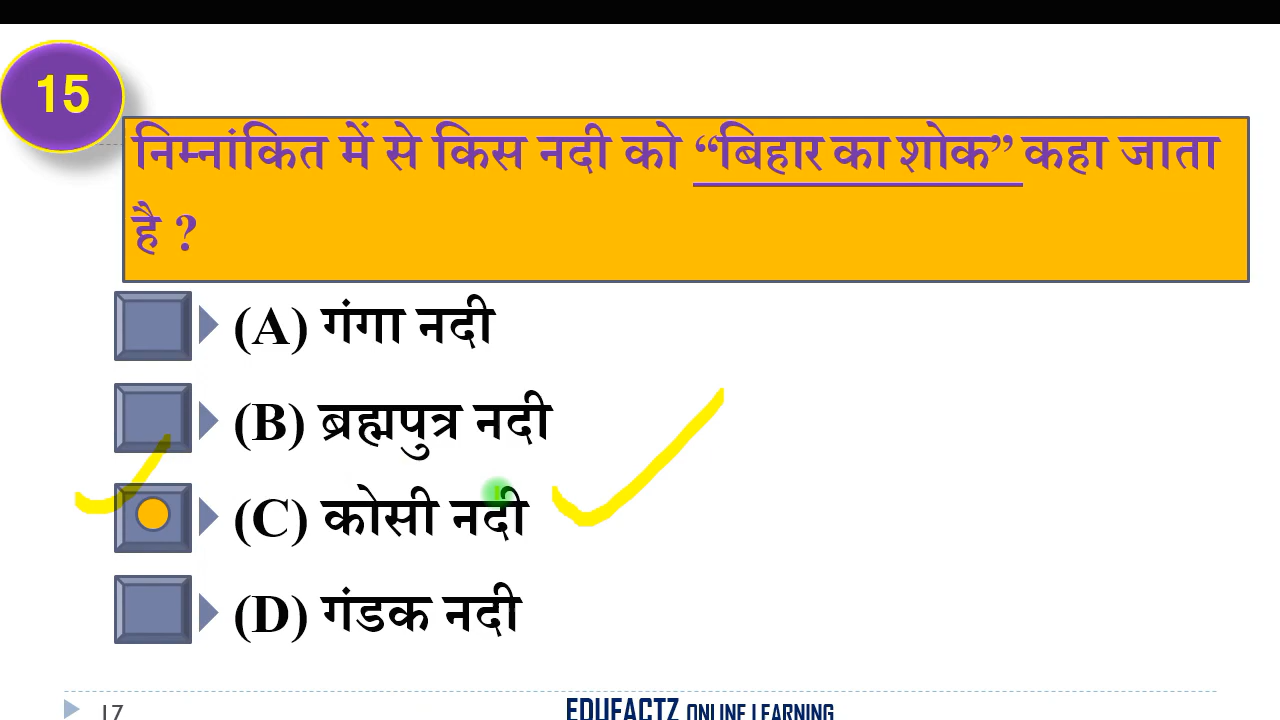 15
निम्नांकित में से किस नदी को “बिहार का शोक” कहा जाता
है ?
(A) गंगा नदी
(B) ब्रह्मपुत्र नदी
(C) कोसी नदी
(D) गंडक नदी
17
EDUFACTZ ONLINE LEARNING